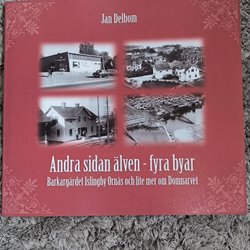 Jan Delbom
Andra sidan älven - fyra byar
Barkargärdet Islingby Ornäs och lite mer om Domnarvet